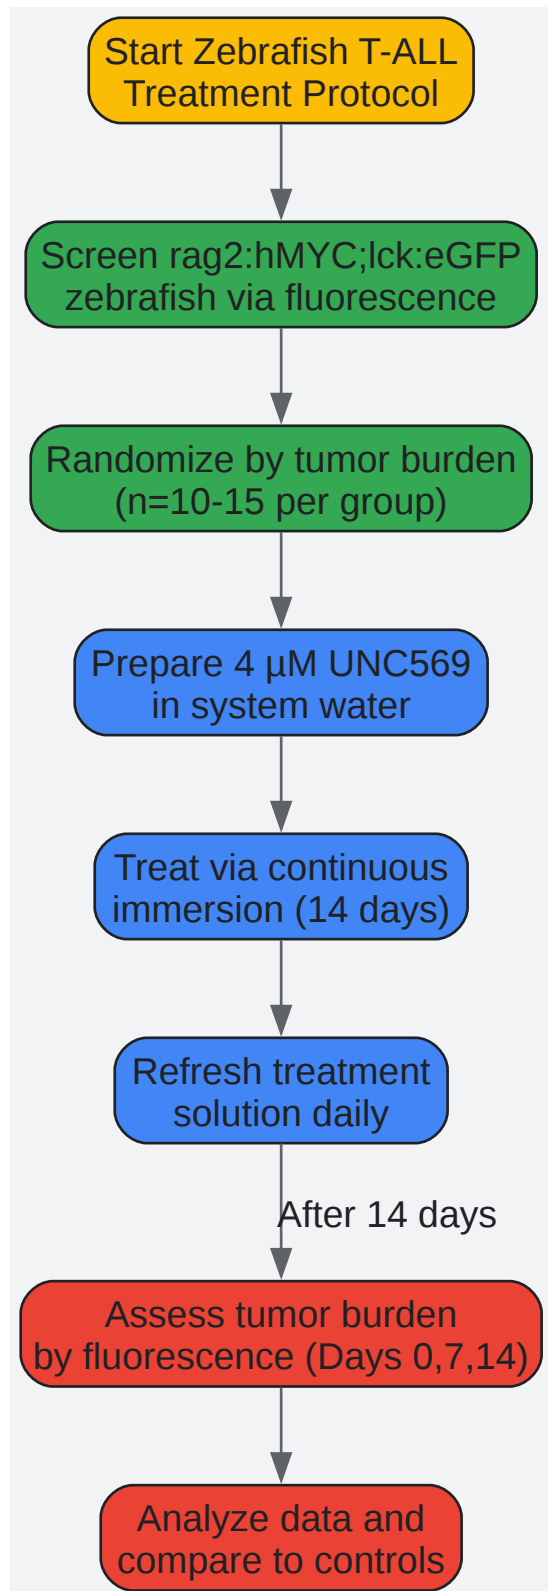 Start Zebrafish T-ALL
Treatment Protocol
Screen rag2:hMYC;lck:eGFP
zebrafish via fluorescence
Randomize by tumor burden
(n=10-15 per group)
Prepare 4 µM UNC569
in system water
Treat via continuous
immersion (14 days)
Refresh treatment
solution daily
After 14 days
Assess tumor burden
by fluorescence (Days 0,7,14)
Analyze data and
compare to controls